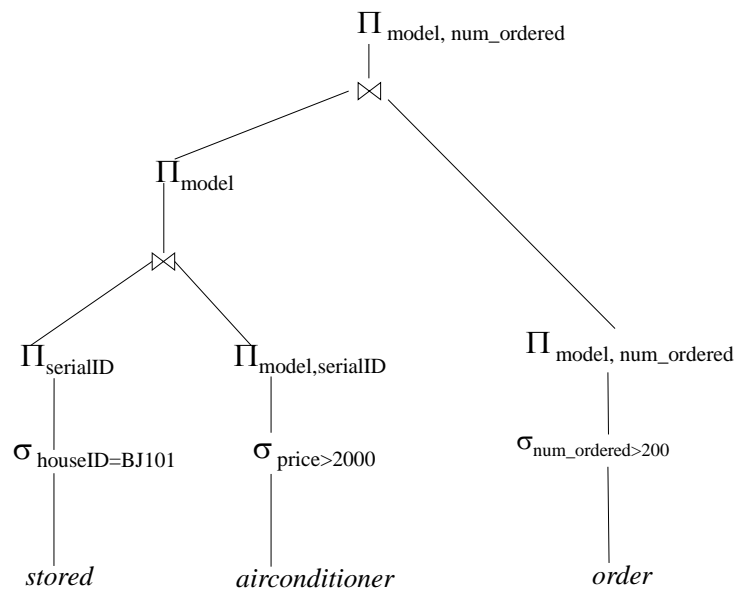 Π model, num_ordered
⋈
Π model
⋈
Π serialID
Π model,serialID
Π model, num_ordered
σ houseID=BJ101
σ price>2000
σ num_ordered>200
stored
airconditioner
order